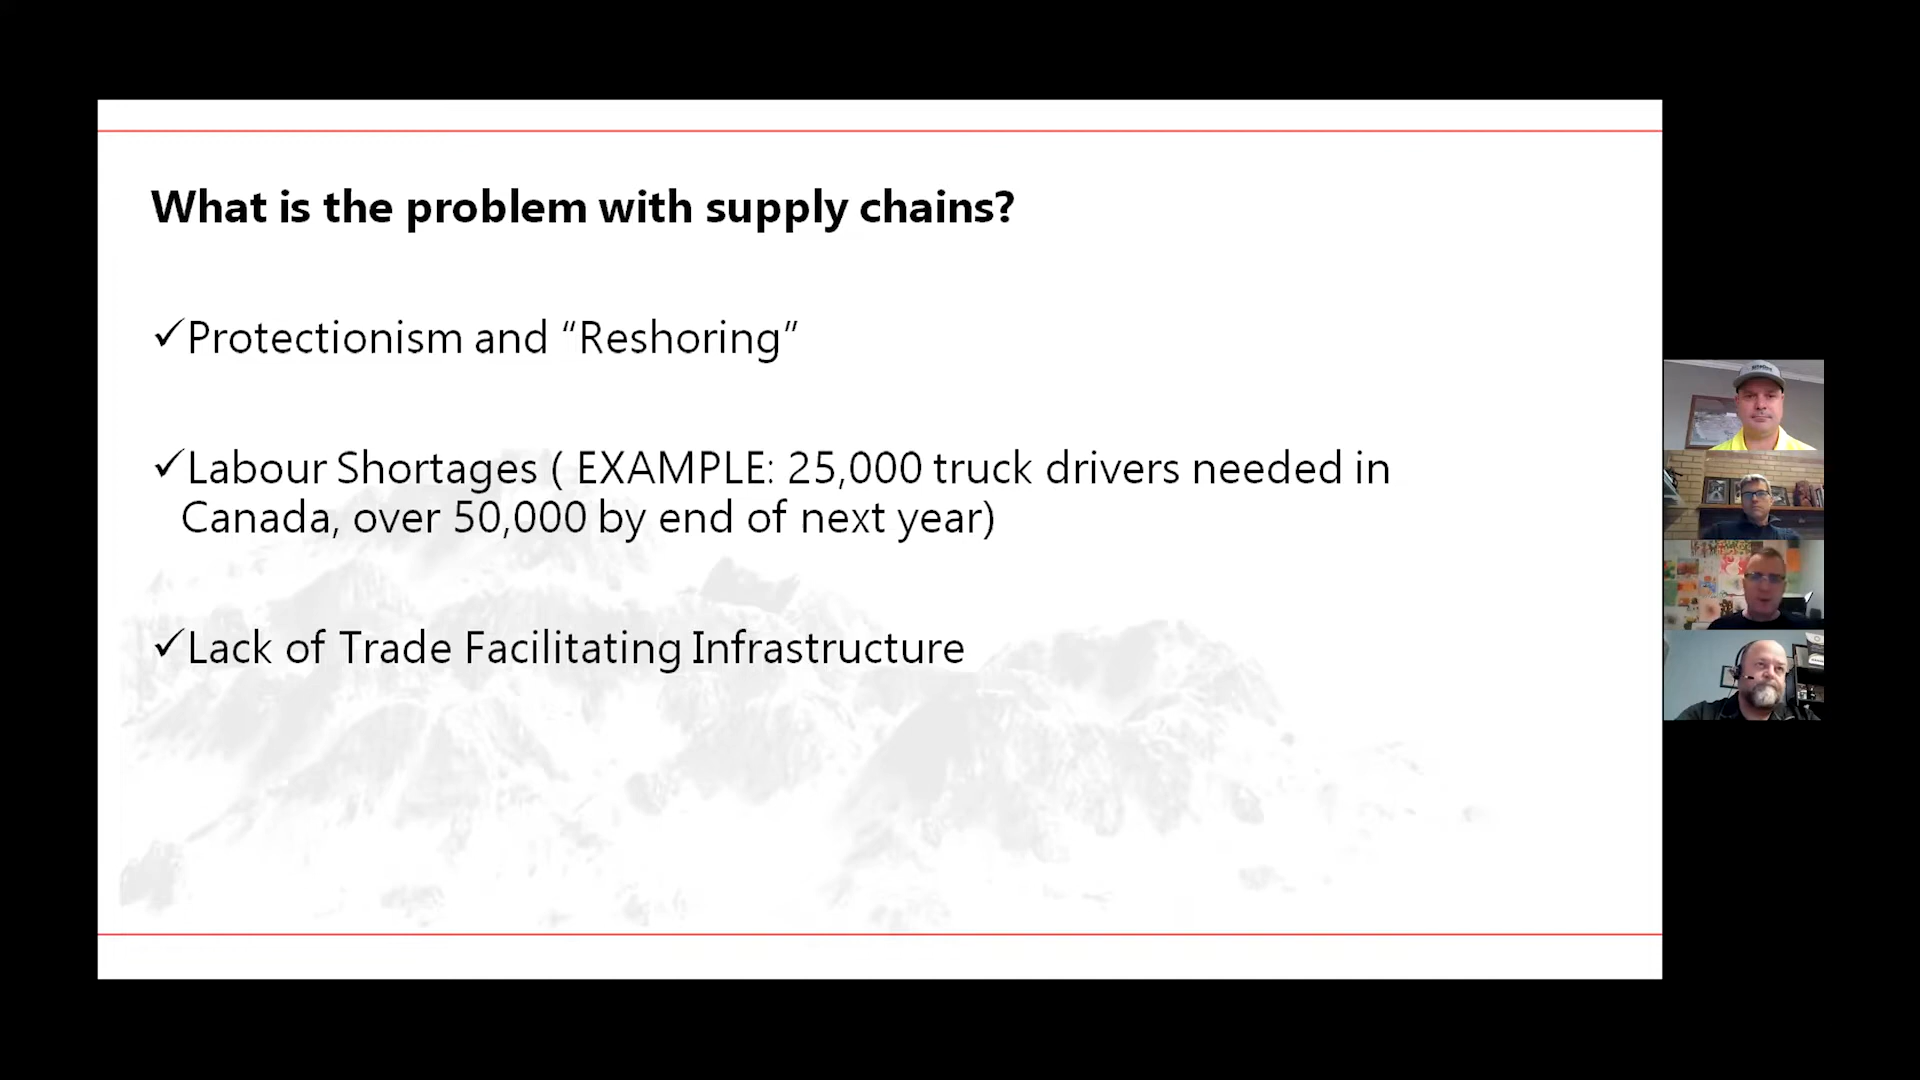 What is the problem with supply chains?
✓Protectionism and “Reshoring”
✓Labour Shortages ( EXAMPLE: 25,000 truck drivers needed in
Canada, over 50,000 by end of next year)
✓Lack of Trade Facilitating Infrastructure